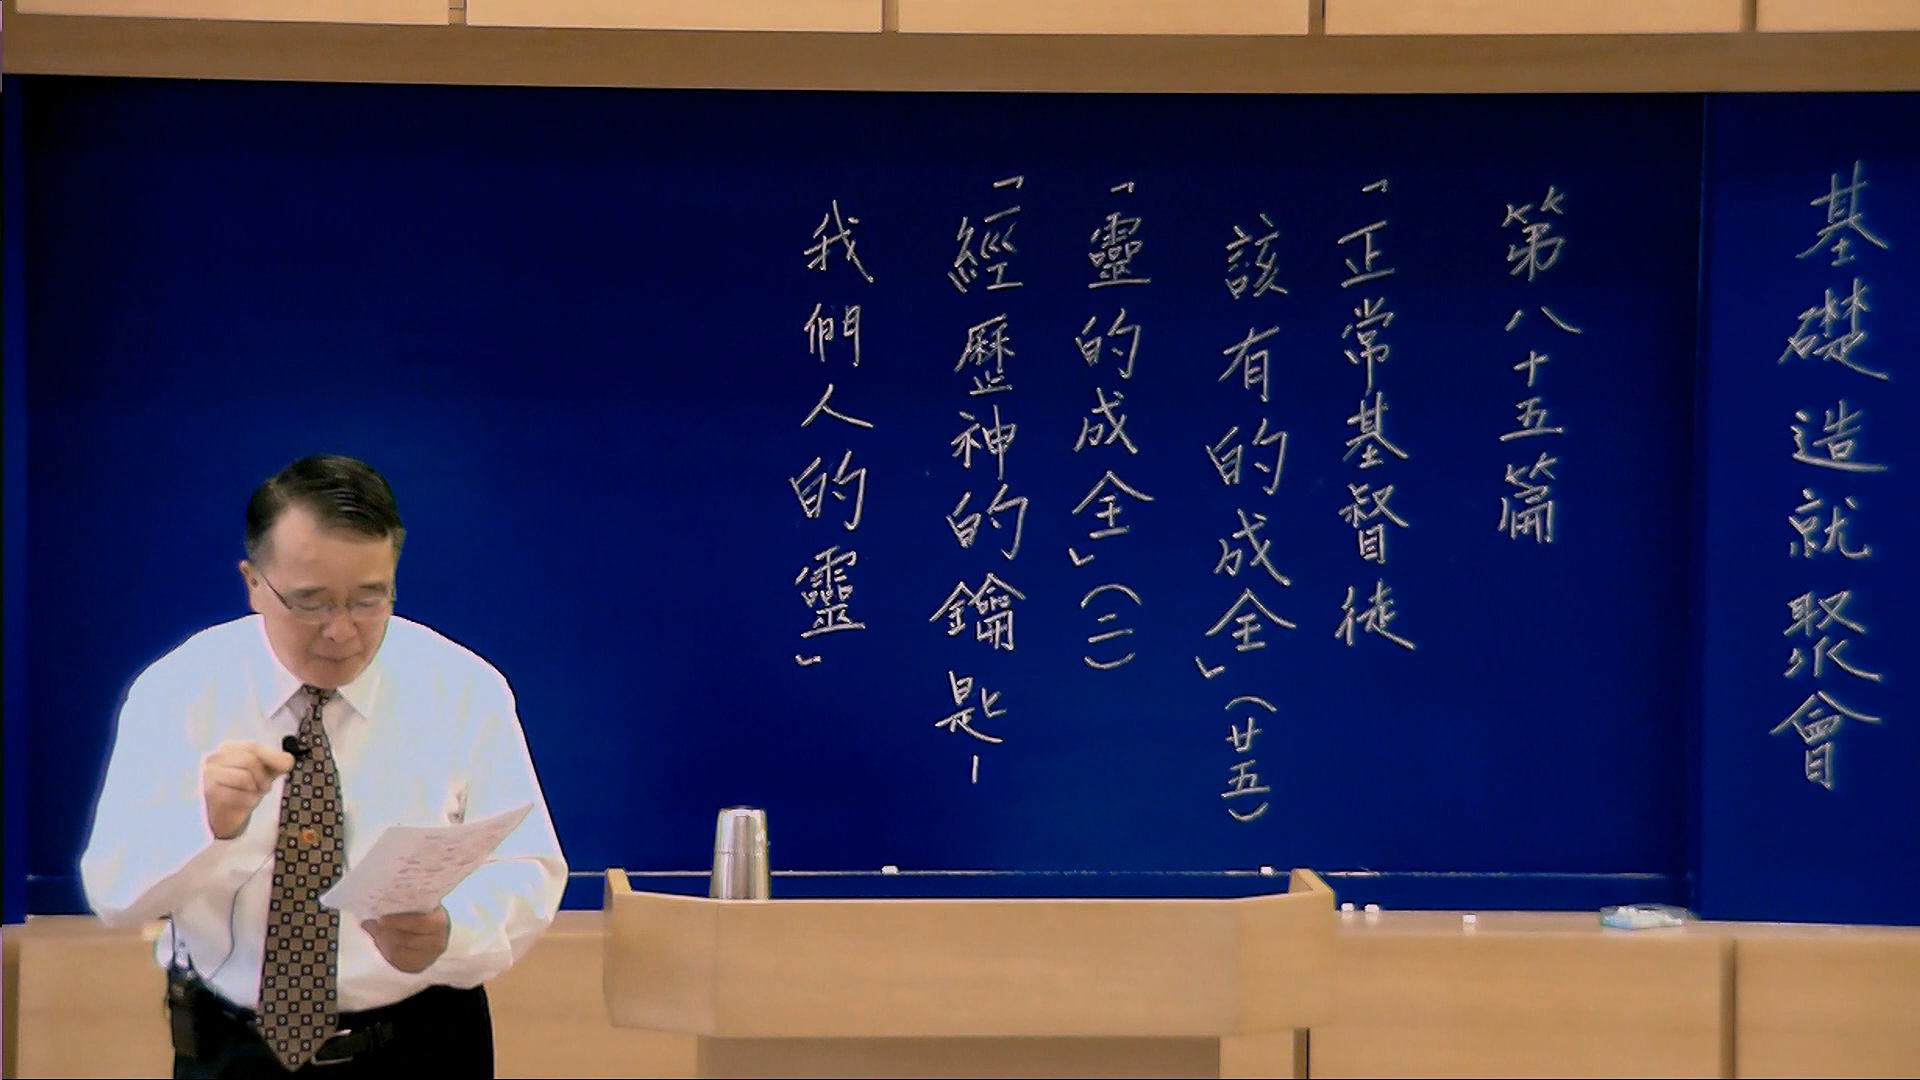 基礎造就聚會
第八十五篇
「正常基督徒
該有的成全」(廿五)
「靈的成全」(二)
「經歷神的鑰匙—
我們人的靈」